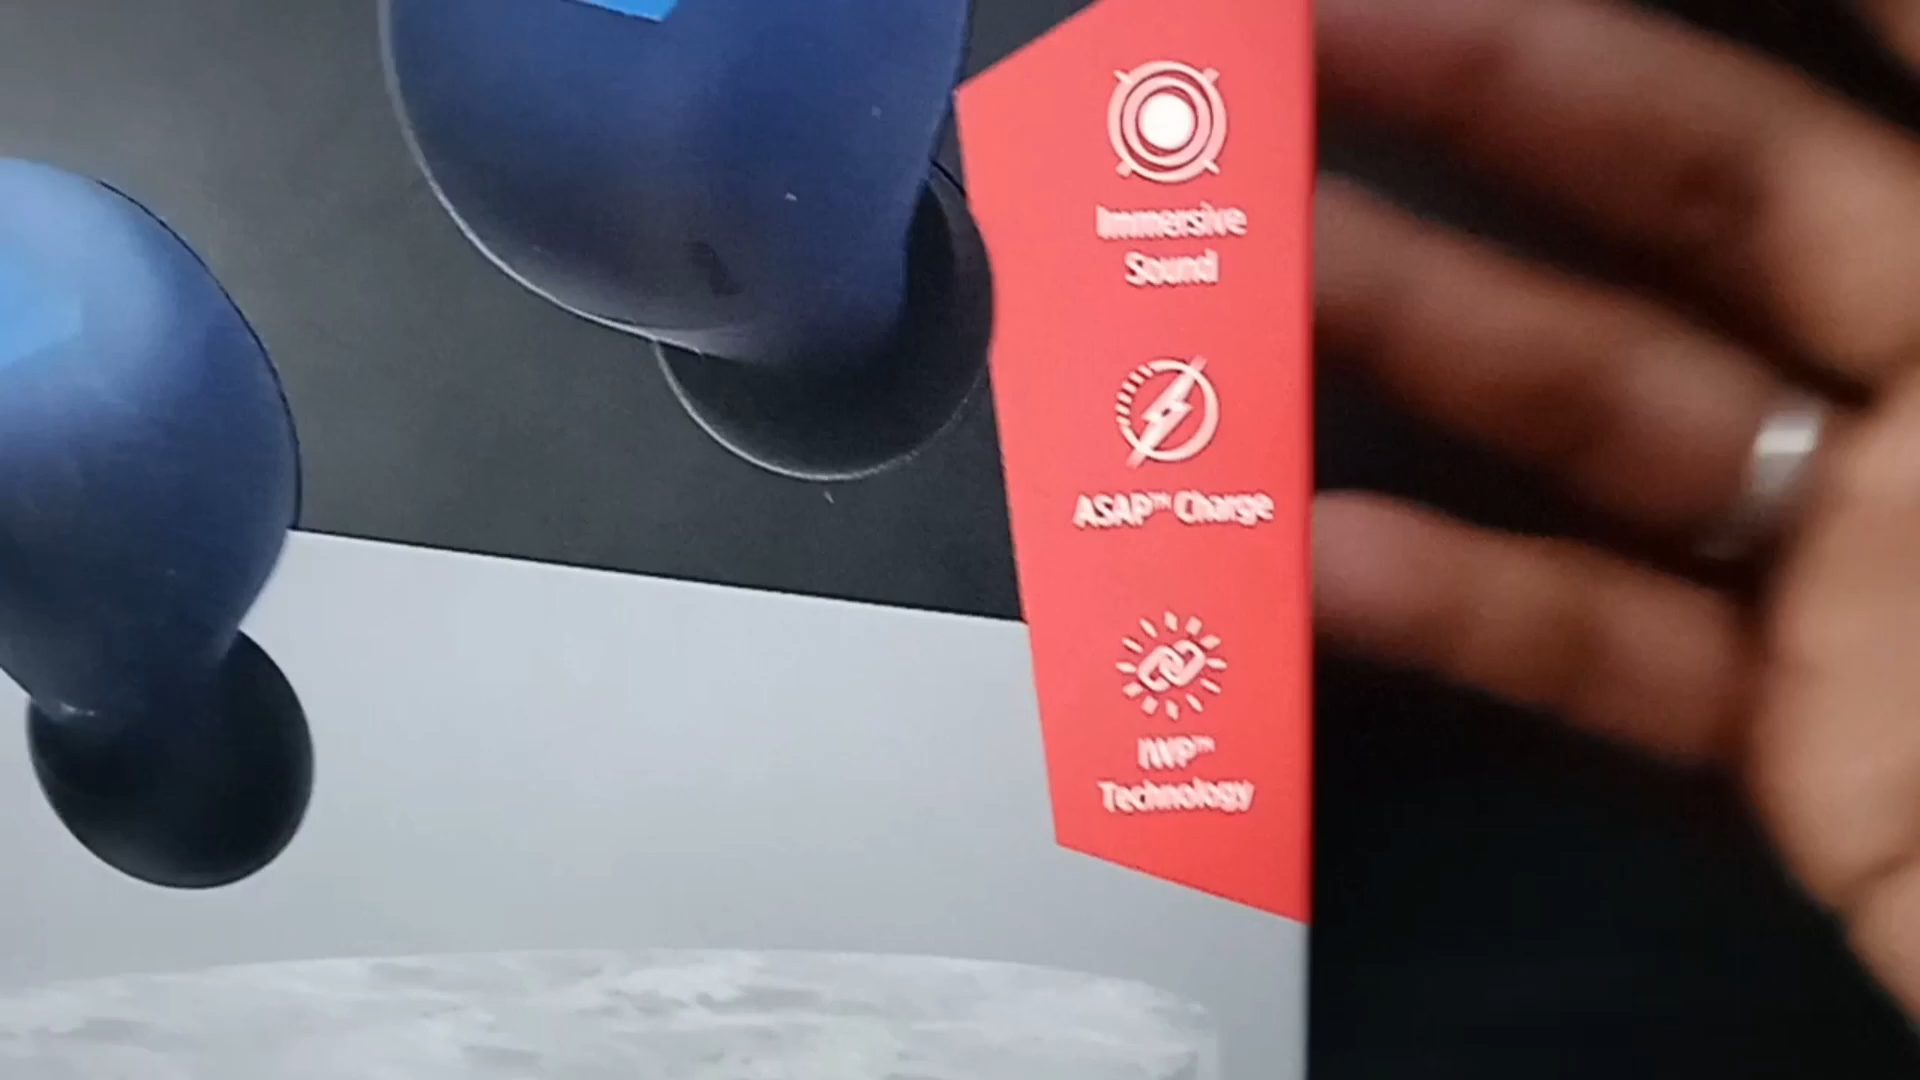 Immersive
Sound
ASAP™ Charge
IWP™
Technology